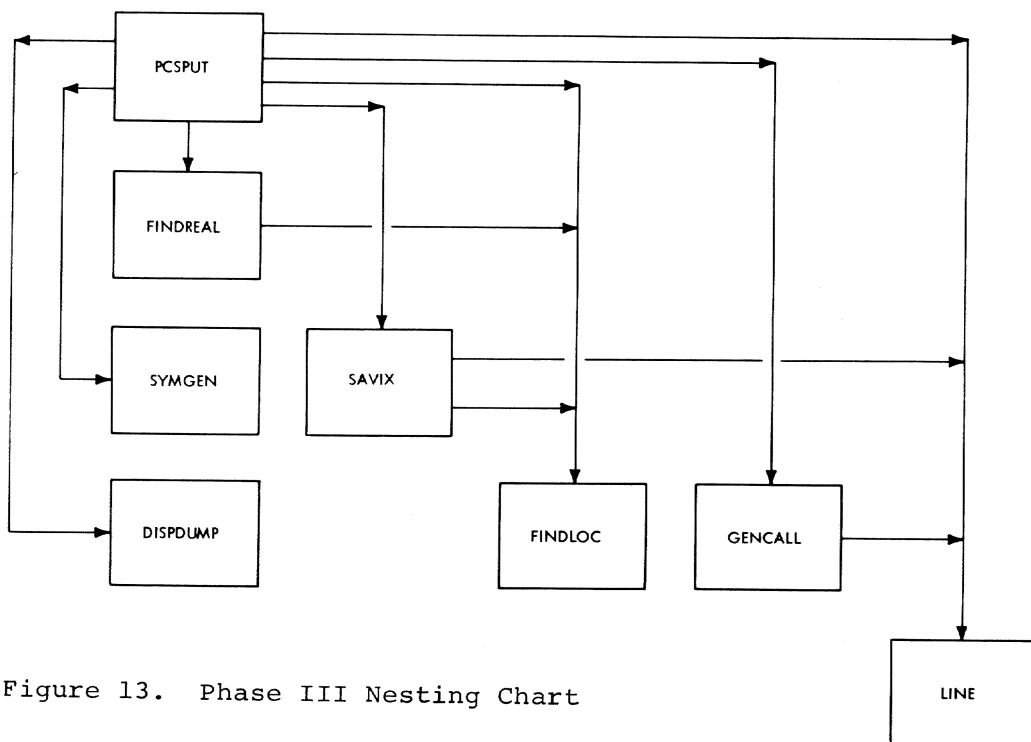 PCSPUT
FINDREAL
SYMGEN
SAVIX
DISPDUMP
FINDLOC
GENCALL
LINE
Figure 13. Phase III Nesting Chart